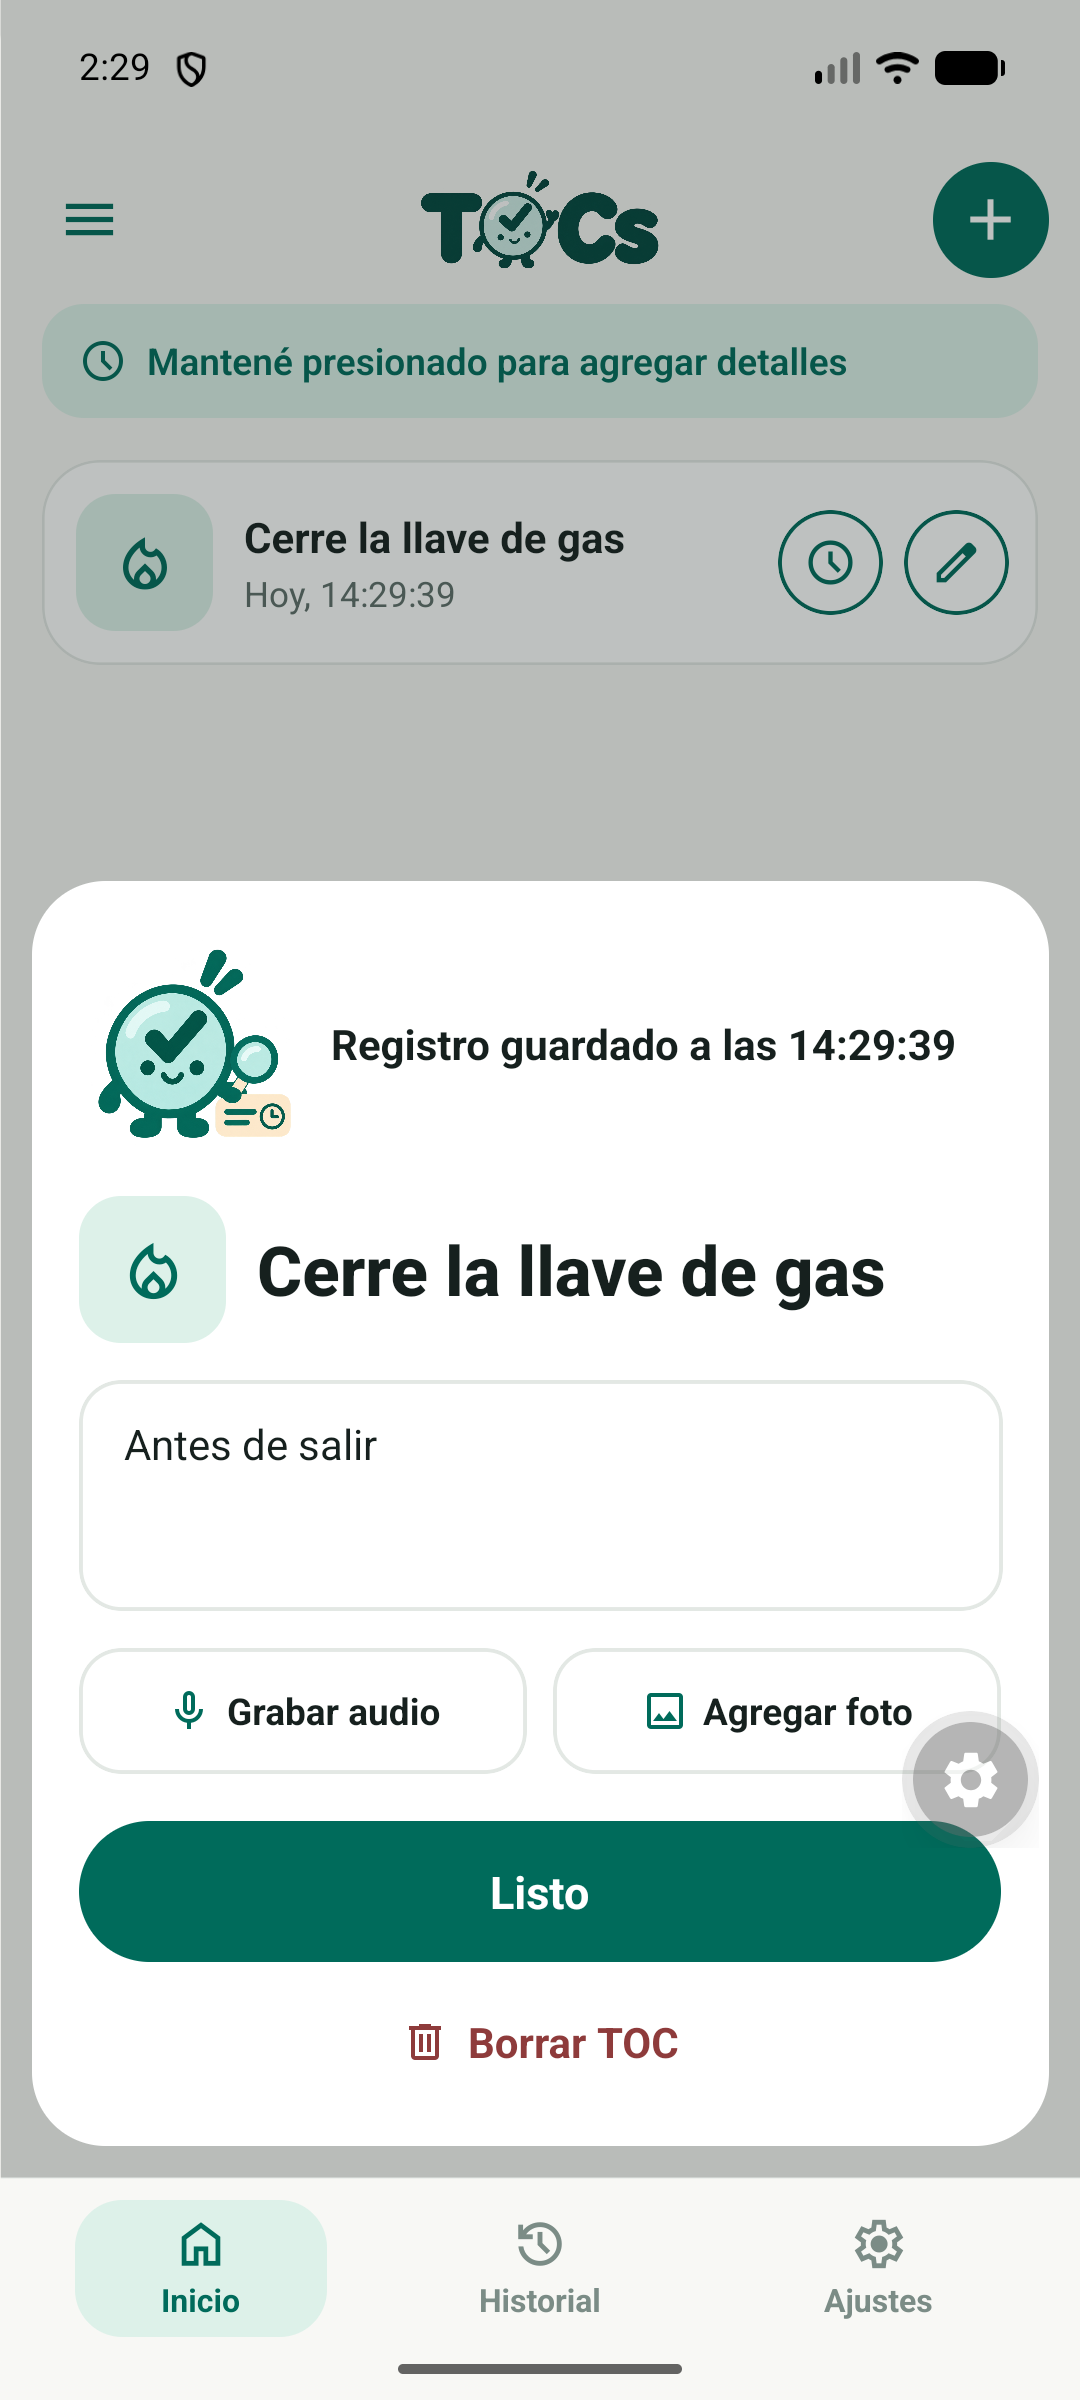 2:29
TOCs
Mantené presionado para agregar detalles
Cerre la llave de gas
Hoy, 14:29:39
Registro guardado a las 14:29:39
Cerre la llave de gas
Antes de salir
Grabar audio
Agregar foto
Listo
Borrar TOC
Inicio
Historial
Ajustes